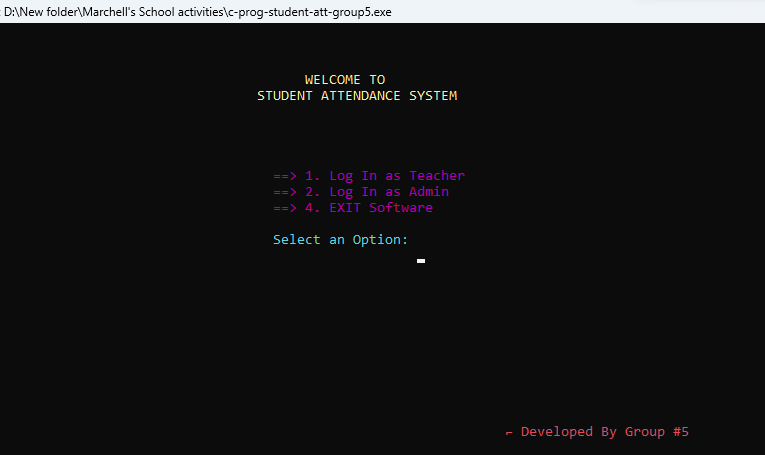 D:\New folder\Marchell's School activities\c-prog-student-att-group5.exe
WELCOME TO
STUDENT ATTENDANCE SYSTEM
==> 1. Log In as Teacher
==> 2. Log In as Admin
==> 4. EXIT Software
Select an Option:
⌐ Developed By Group #5